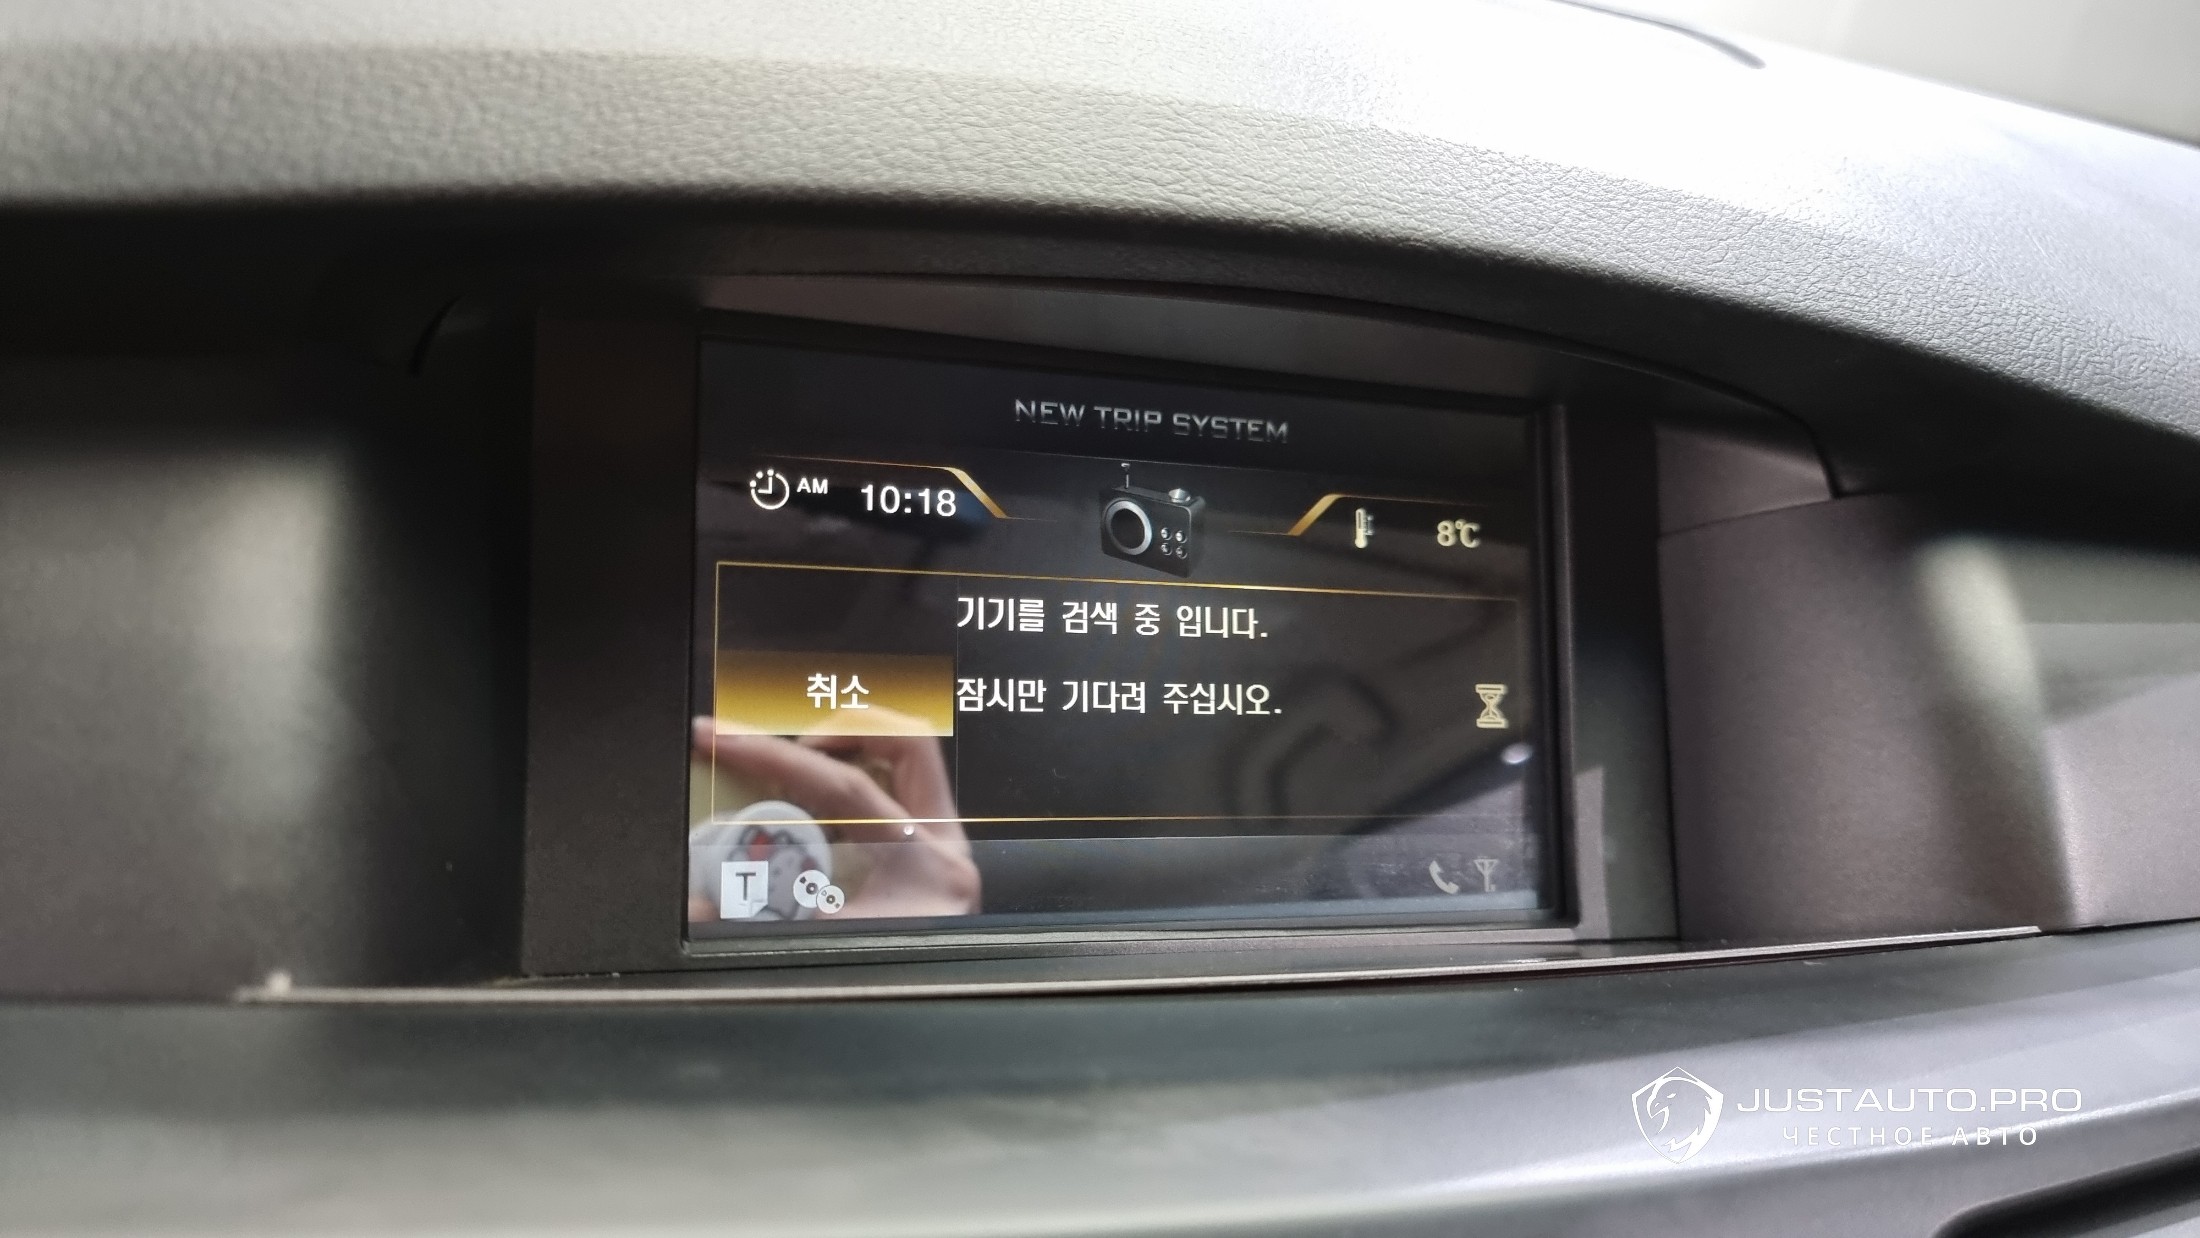 NEW TRIP SYSTEM
AM 10:18
8℃
기기를 검색 중 입니다.
취소
잠시만 기다려 주십시오.
T
JUSTAUTO.PRO
ЧЕСТНОЕ АВТО